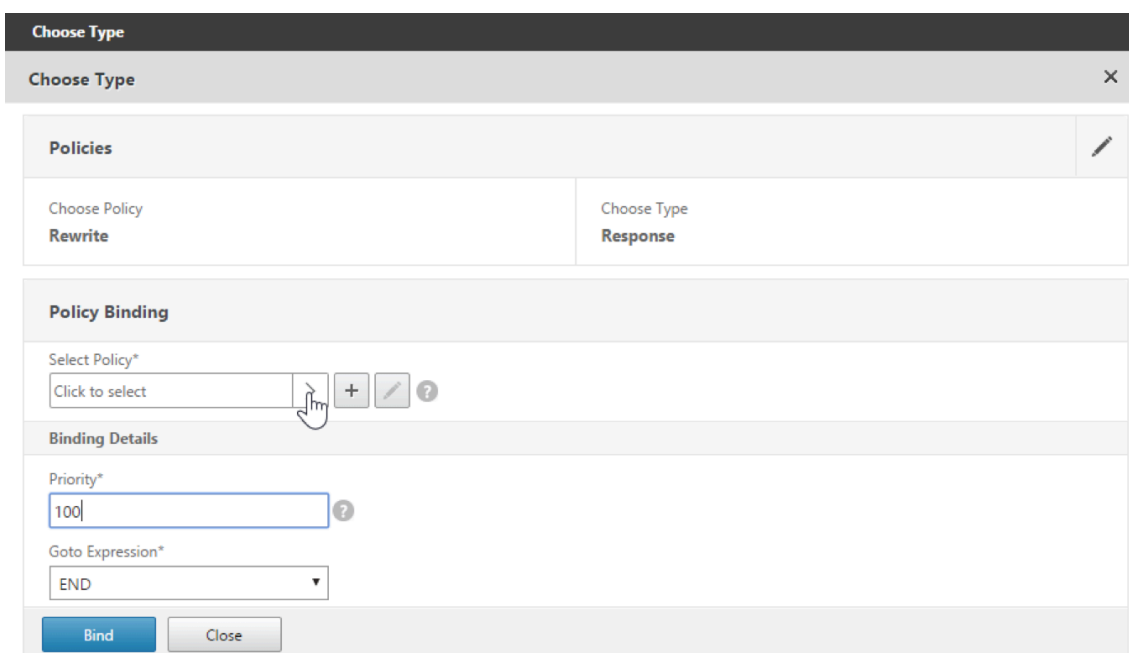 Choose Type
Choose Type
Policies
Choose Policy
Choose Type
Rewrite
Response
Policy Binding
Select Policy*
Click to select
Binding Details
Priority*
100
Goto Expression*
END
Bind
Close